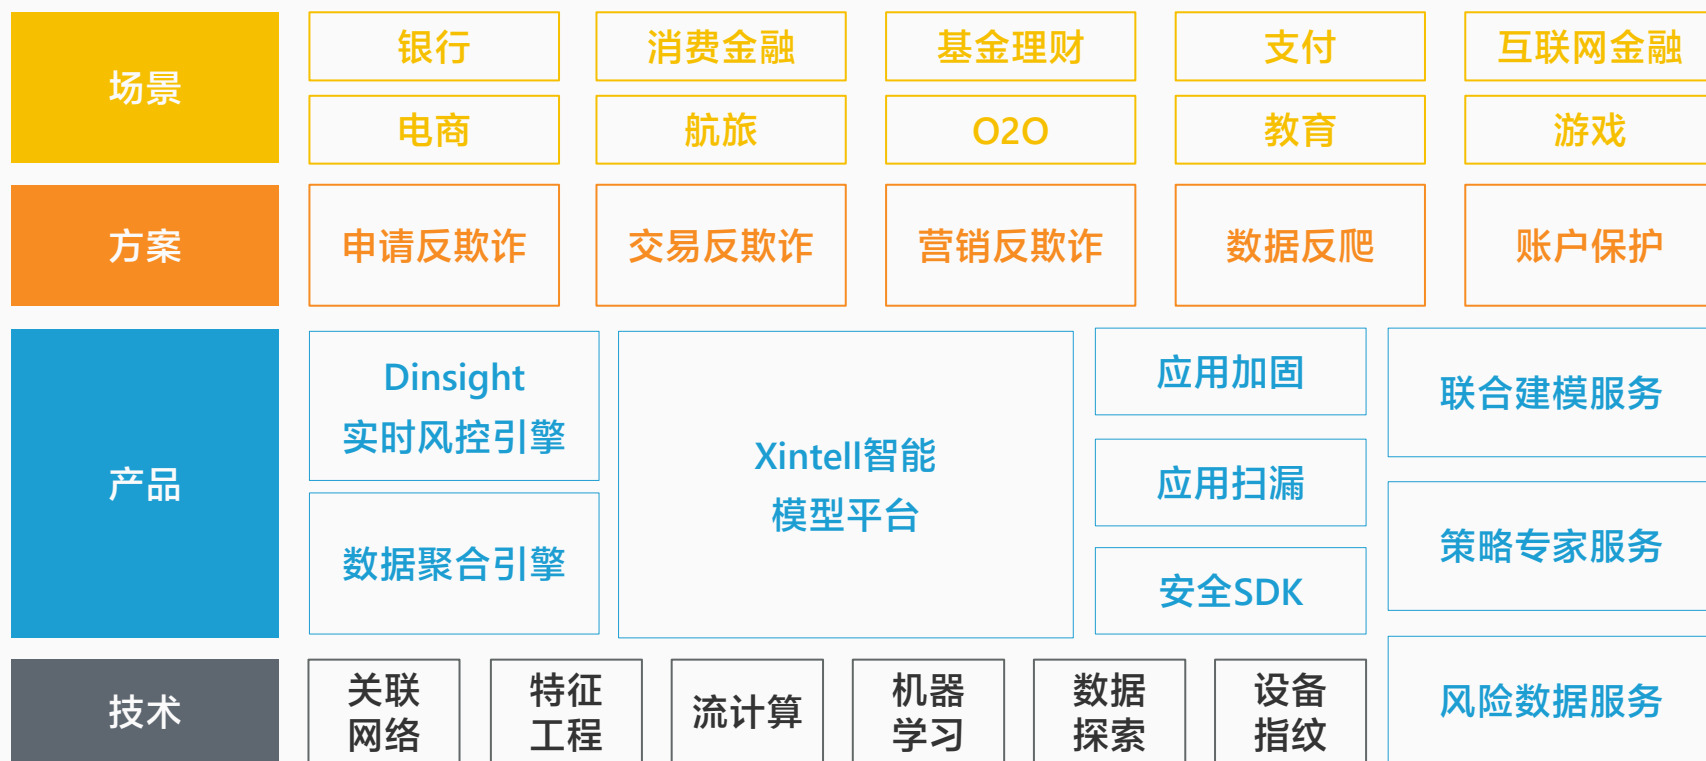 场景
银行
消费金融
基金理财
支付
互联网金融
电商
航旅
O2O
教育
游戏
方案
申请反欺诈
交易反欺诈
营销反欺诈
数据反爬
账户保护
产品
Dinsight
实时风控引擎
数据聚合引擎
Xintell智能
模型平台
应用加固
应用扫漏
安全SDK
联合建模服务
策略专家服务
风险数据服务
技术
关联
网络
特征
工程
流计算
机器
学习
数据
探索
设备
指纹